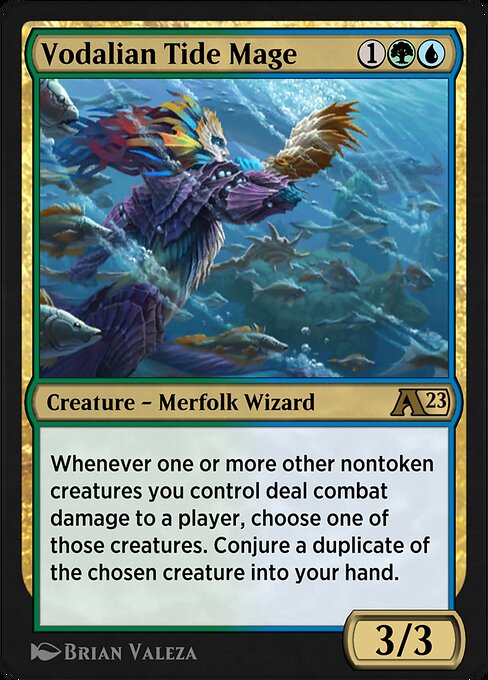 Vodalian Tide Mage 1
Creature – Merfolk Wizard A23
Whenever one or more other nontoken
creatures you control deal combat
damage to a player, choose one of
those creatures. Conjure a duplicate of
the chosen creature into your hand.
3/3
Brian Valeza